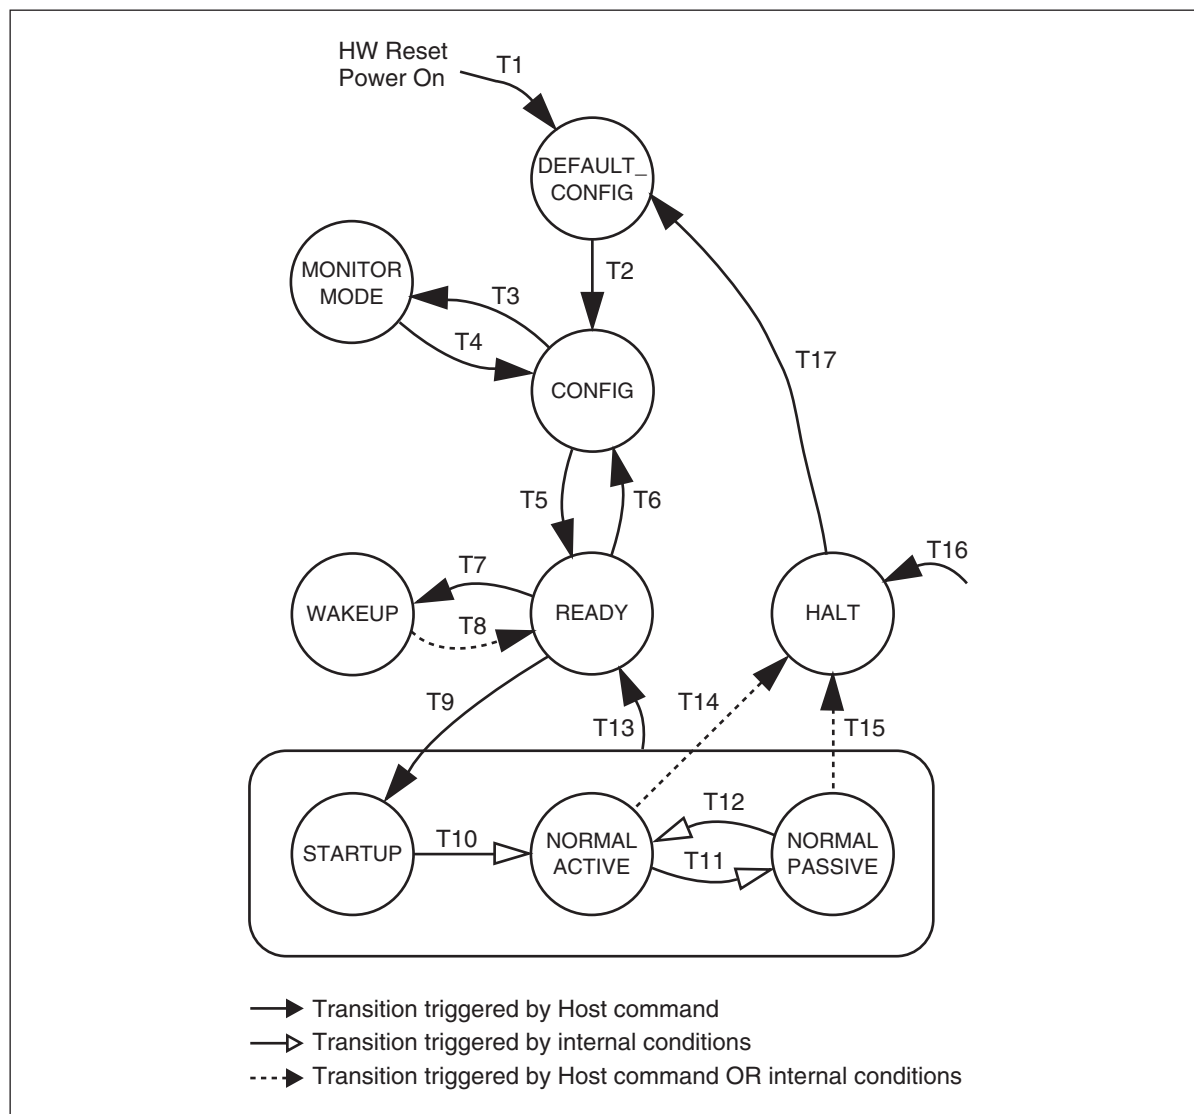 HW Reset
Power On
T1
DEFAULT_
CONFIG
T2
MONITOR
MODE
T3
T4
CONFIG
T17
T5
T6
T16
WAKEUP
T7
T8
READY
HALT
T9
T13
T14
T15
STARTUP
T10
NORMAL
ACTIVE
T12
T11
NORMAL
PASSIVE
Transition triggered by Host command
Transition triggered by internal conditions
Transition triggered by Host command OR internal conditions